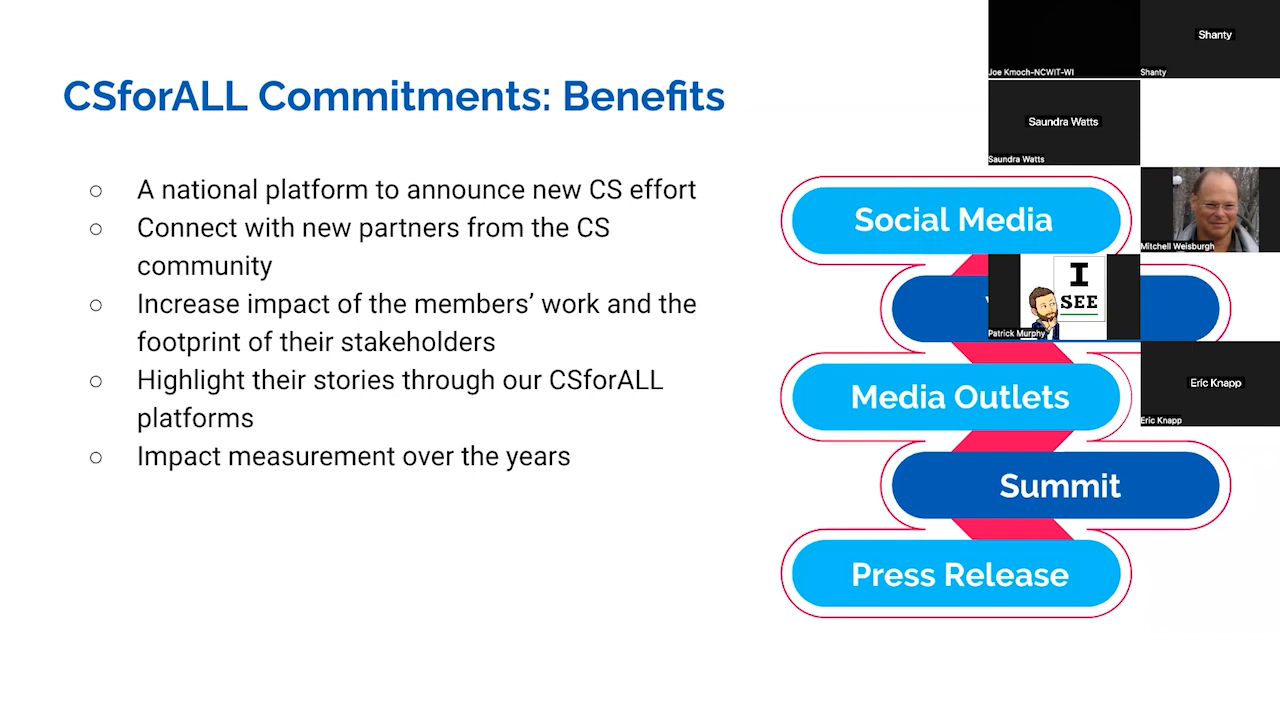 CSforALL Commitments: Benefits
○ A national platform to announce new CS effort
○ Connect with new partners from the CS
community
○ Increase impact of the members’ work and the
footprint of their stakeholders
○ Highlight their stories through our CSforALL
platforms
○ Impact measurement over the years
Social Media
Media Outlets
Summit
Press Release
Joe Kmoch-NCWIT-WI
Shanty
Shanty
Saundra Watts
Saundra Watts
Mitchell Weisburgh
I
SEE
Patrick Murphy
Eric Knapp
Eric Knapp